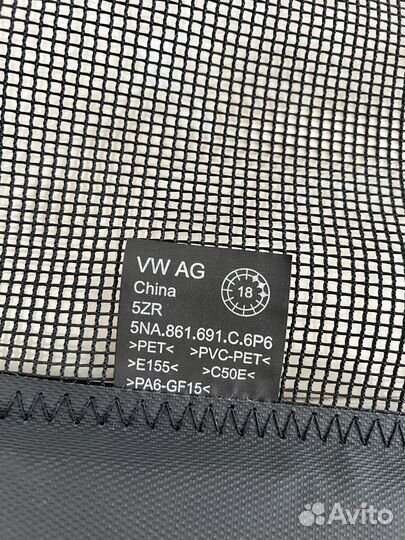 VW AG
18
China
5ZR
5NA.861.691.C.6P6
>PET< >PVC-PET<
>E155< >C50E<
>PA6-GF15<
Avito